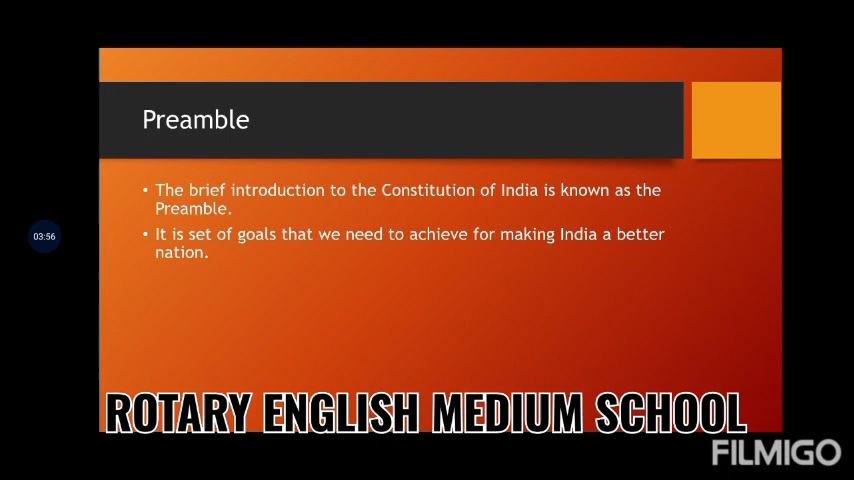 Preamble
• The brief introduction to the Constitution of India is known as the
Preamble.
• It is set of goals that we need to achieve for making India a better
nation.
03:56
ROTARY ENGLISH MEDIUM SCHOOL
FILMIGO